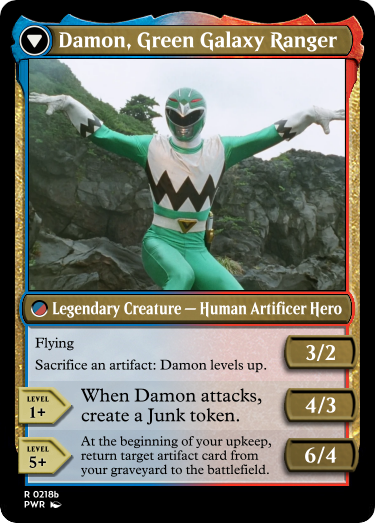 Damon, Green Galaxy Ranger
Legendary Creature — Human Artificer Hero
Flying
Sacrifice an artifact: Damon levels up.
3/2
LEVEL
1+
When Damon attacks,
create a Junk token.
4/3
LEVEL
5+
At the beginning of your upkeep,
return target artifact card from
your graveyard to the battlefield.
6/4
R 0218b
PWR